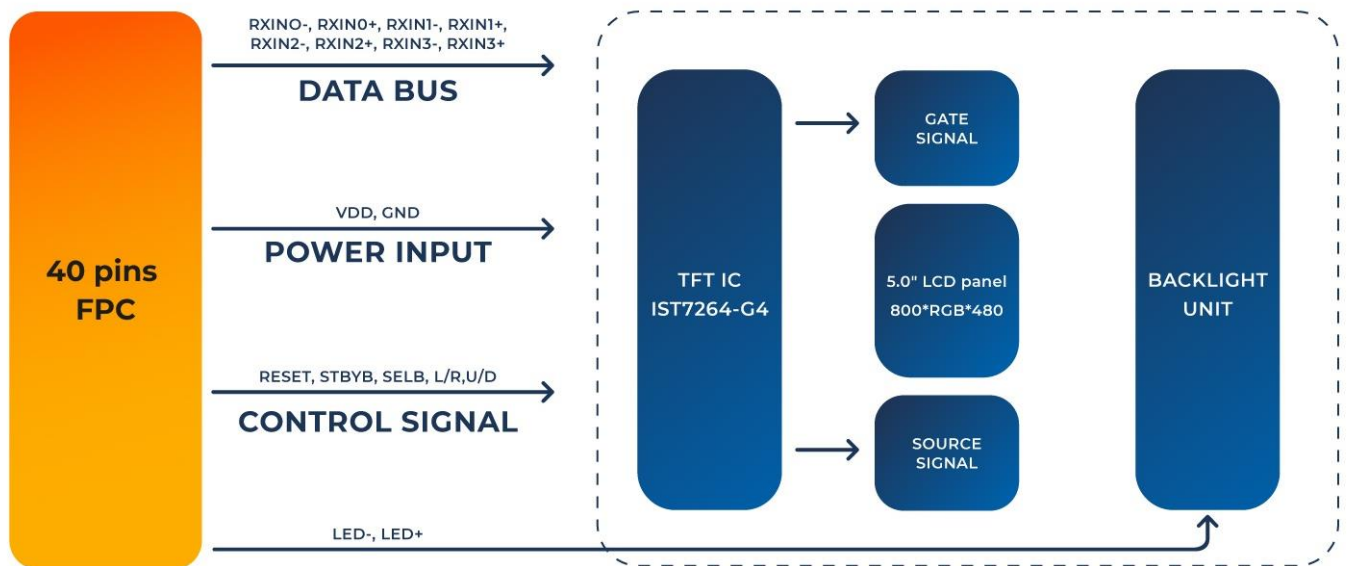 40 pins
FPC
RXINO-, RXIN0+, RXIN1-, RXIN1+,
RXIN2-, RXIN2+, RXIN3-, RXIN3+
DATA BUS
VDD, GND
POWER INPUT
RESET, STBYB, SELB, L/R,U/D
CONTROL SIGNAL
LED-, LED+
TFT IC
IST7264-G4
GATE
SIGNAL
5.0" LCD panel
800*RGB*480
SOURCE
SIGNAL
BACKLIGHT
UNIT